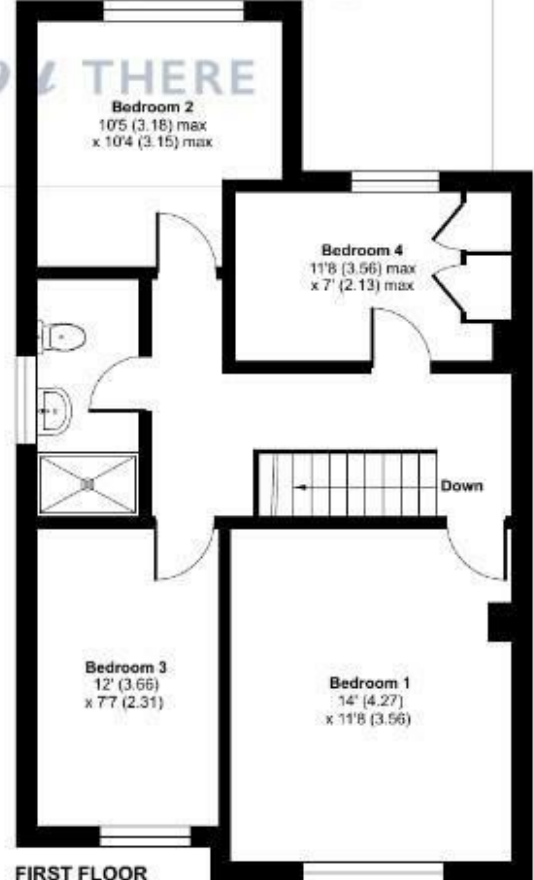 THERE
Bedroom 2
10'5 (3.18) max
x 10'4 (3.15) max
Bedroom 4
11'8 (3.56) max
x 7' (2.13) max
Down
Bedroom 3
12' (3.66)
x 7'7 (2.31)
Bedroom 1
14' (4.27)
x 11'8 (3.56)
FIRST FLOOR